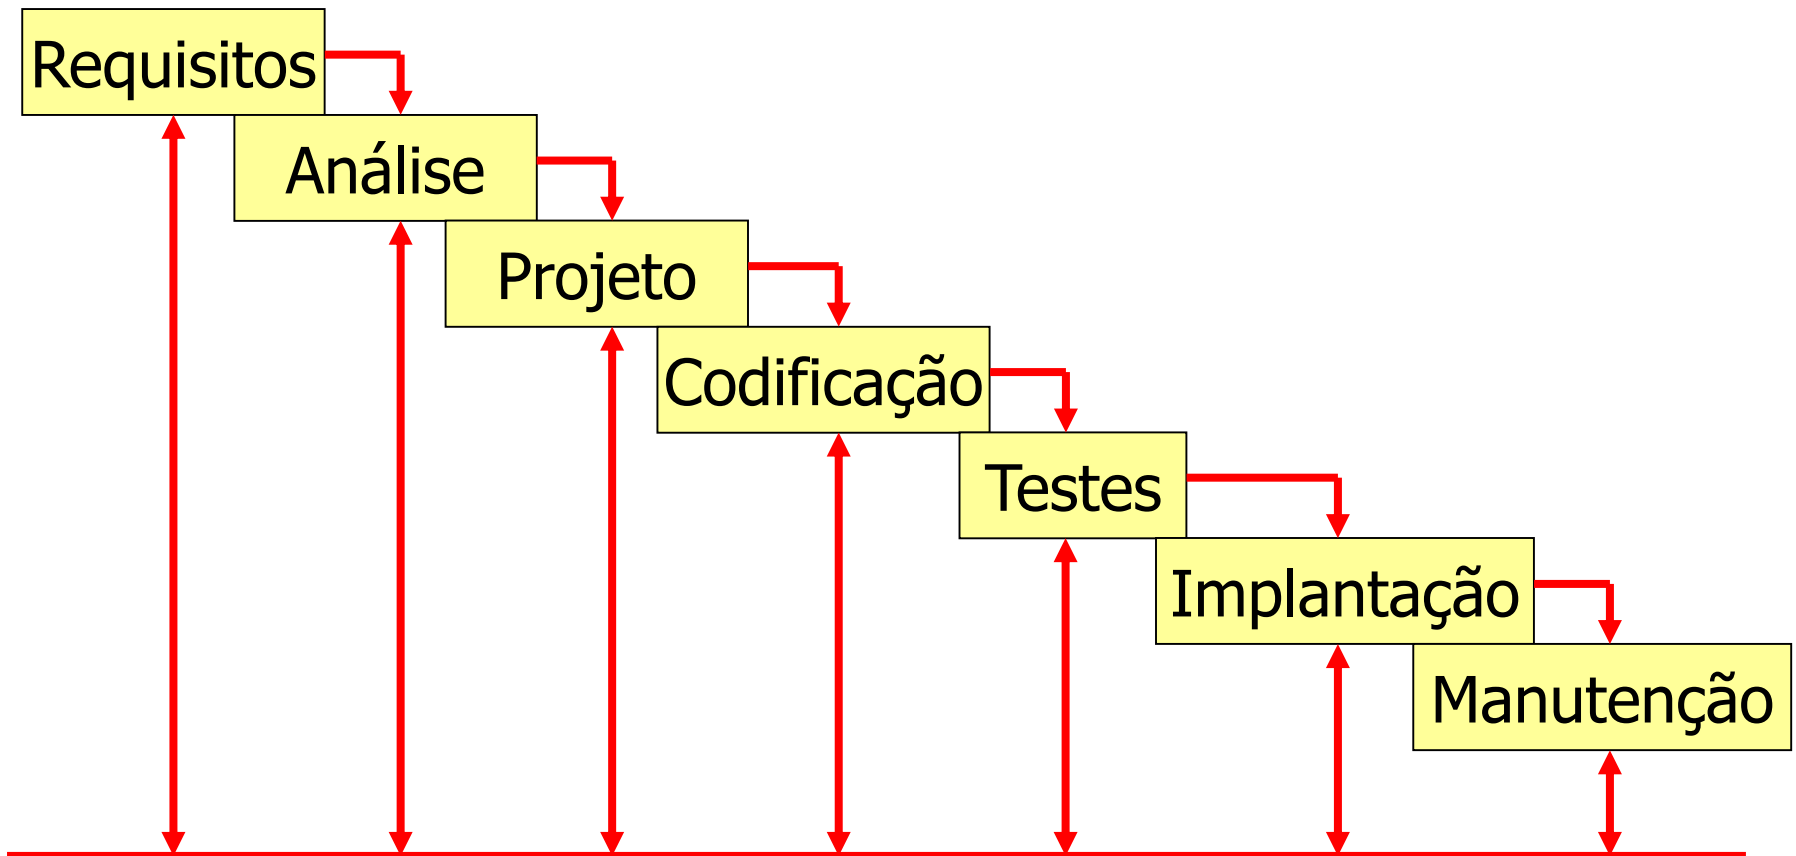 Requisitos
Análise
Projeto
Codificação
Testes
Implantação
Manutenção